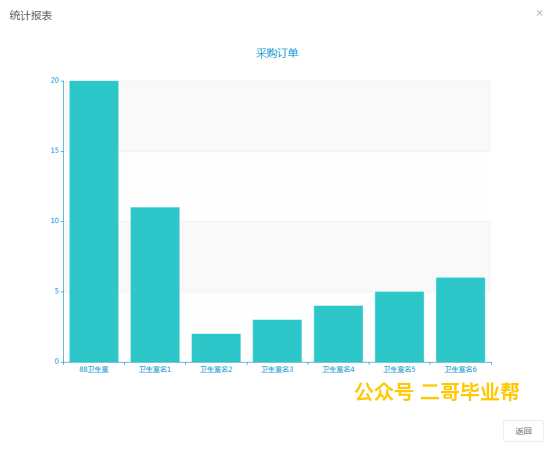 统计报表
×
采购订单
20
15
10
5
0
88卫生室 卫生室名1 卫生室名2 卫生室名3 卫生室名4 卫生室名5 卫生室名6
公众号 二哥毕业帮
返回